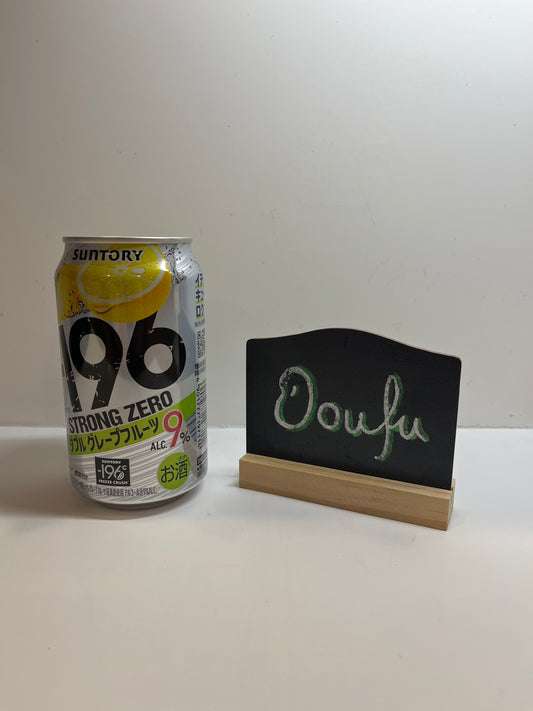 SUNTORY
-196
STRONG ZERO
ダブルグレープフルーツ
ALC.9%
SUNTORY
-196℃
FREEZE CRUSH
お酒
Doufu